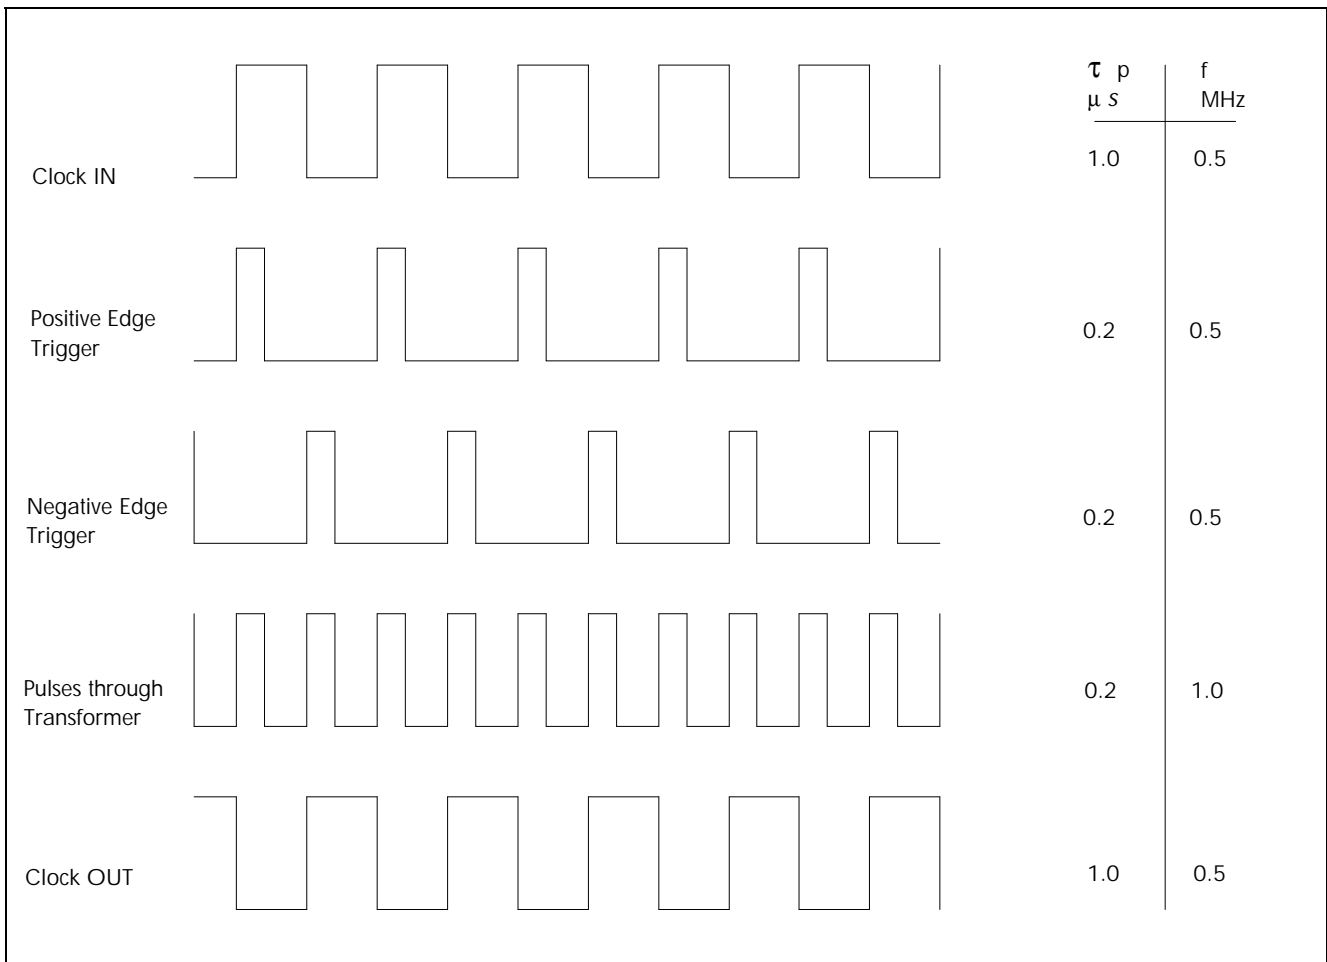 τ p f
μ s MHz
Clock IN 1.0 0.5
Positive Edge
Trigger 0.2 0.5
Negative Edge
Trigger 0.2 0.5
Pulses through
Transformer 0.2 1.0
Clock OUT 1.0 0.5